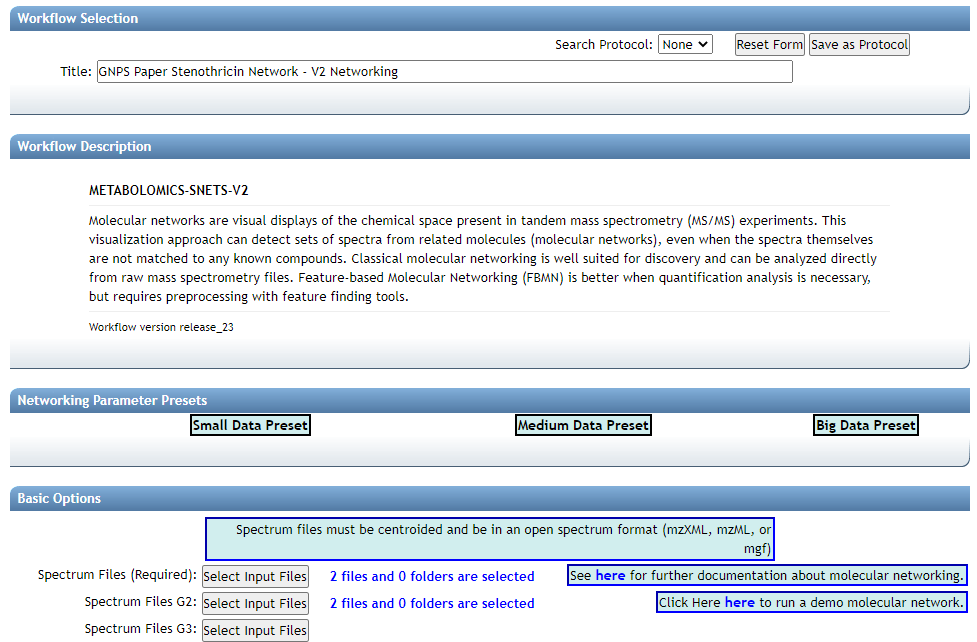 Workflow Selection
Search Protocol: None Reset Form Save as Protocol
Title: GNPS Paper Stenothricin Network - V2 Networking
Workflow Description
METABOLOMICS-SNETS-V2
Molecular networks are visual displays of the chemical space present in tandem mass spectrometry (MS/MS) experiments. This
visualization approach can detect sets of spectra from related molecules (molecular networks), even when the spectra themselves
are not matched to any known compounds. Classical molecular networking is well suited for discovery and can be analyzed directly
from raw mass spectrometry files. Feature-based Molecular Networking (FBMN) is better when quantification analysis is necessary,
but requires preprocessing with feature finding tools.
Workflow version release_23
Networking Parameter Presets
Small Data Preset Medium Data Preset Big Data Preset
Basic Options
Spectrum files must be centroided and be in an open spectrum format (mzXML, mzML, or
mgf)
Spectrum Files (Required): Select Input Files 2 files and 0 folders are selected See here for further documentation about molecular networking.
Spectrum Files G2: Select Input Files 2 files and 0 folders are selected Click Here here to run a demo molecular network.
Spectrum Files G3: Select Input Files